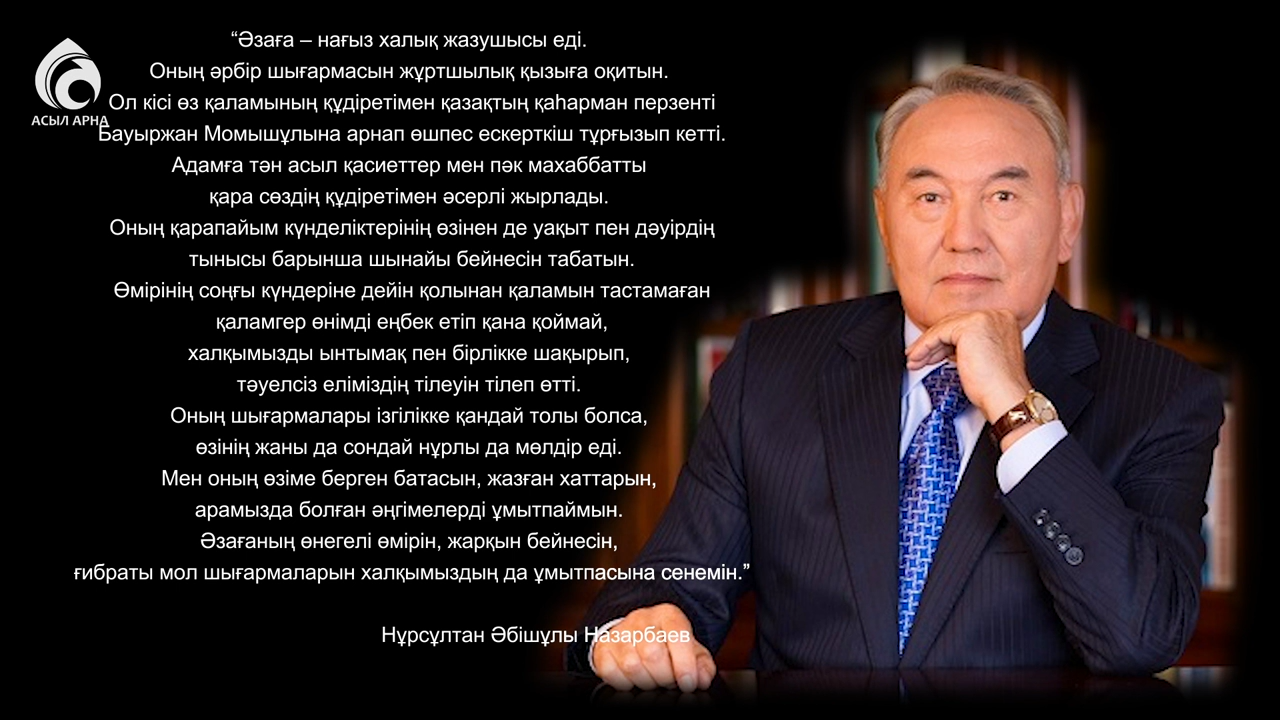 “Әзаға – нағыз халық жазушысы еді.
Оның әрбір шығармасын жұртшылық қызыға оқитын.
Ол кісі өз қаламының құдіретімен қазақтың қаһарман перзенті
Бауыржан Момышұлына арнап өшпес ескерткіш тұрғызып кетті.
Адамға тән асыл қасиеттер мен пәк махаббатты
қара сөздің құдіретімен әсерлі жырлады.
Оның қарапайым күнделіктерінің өзінен де уақыт пен дәуірдің
тынысы барынша шынайы бейнесін табатын.
Өмірінің соңғы күндеріне дейін қолынан қаламын тастамаған
қаламгер өнімді еңбек етіп қана қоймай,
халқымызды ынтымақ пен бірлікке шақырып,
тәуелсіз еліміздің тілеуін тілеп өтті.
Оның шығармалары ізгілікке қандай толы болса,
өзінің жаны да сондай нұрлы да мөлдір еді.
Мен оның өзіме берген батасын, жазған хаттарын,
арамызда болған әңгімелерді ұмытпаймын.
Әзағаның өнегелі өмірін, жарқын бейнесін,
ғибраты мол шығармаларын халқымыздың да ұмытпасына сенемін.”
Нұрсұлтан Әбішұлы Назарбаев
АСЫЛ АРНА